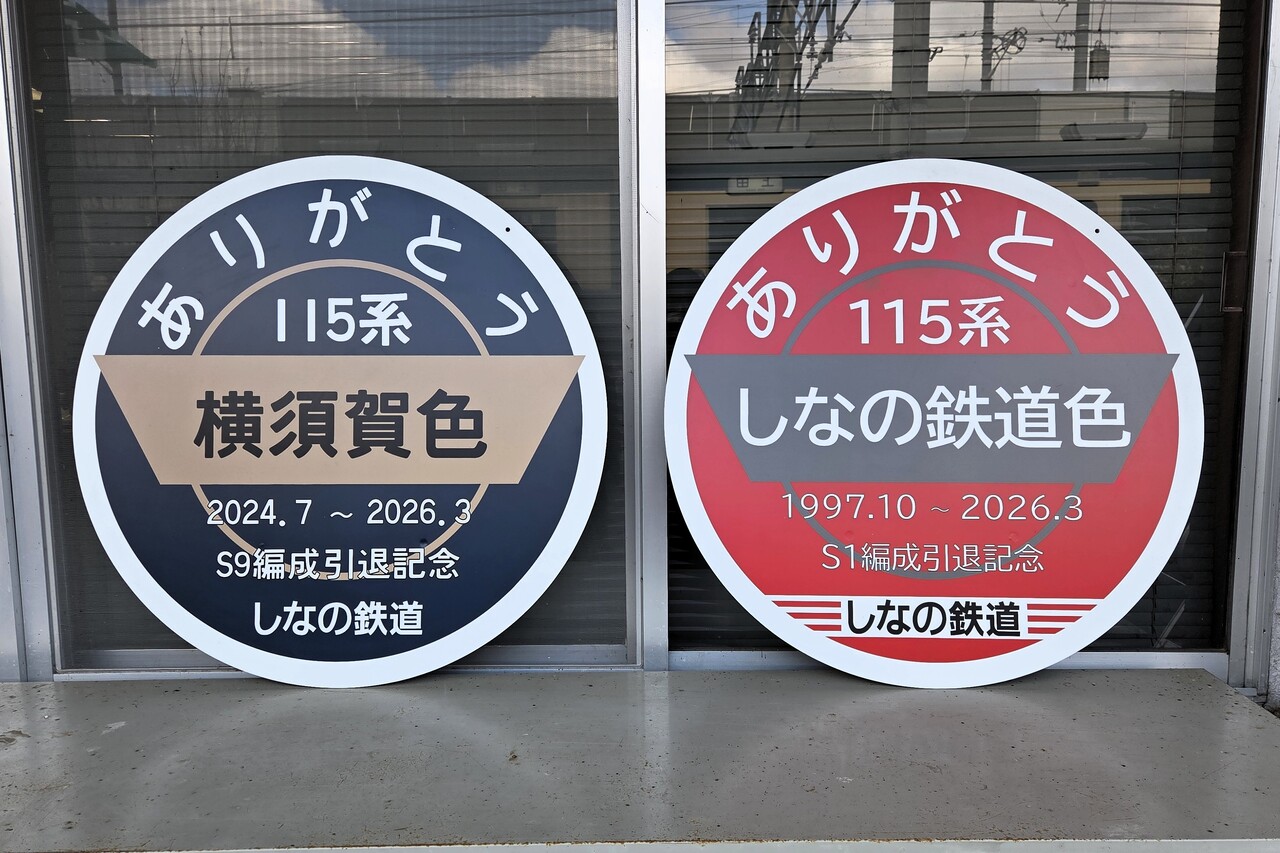 ありがとう
115系
横須賀色
2024.7 ～ 2026.3
S9編成引退記念
しなの鉄道
ありがとう
115系
しなの鉄道色
1997.10 ～ 2026.3
S1編成引退記念
しなの鉄道